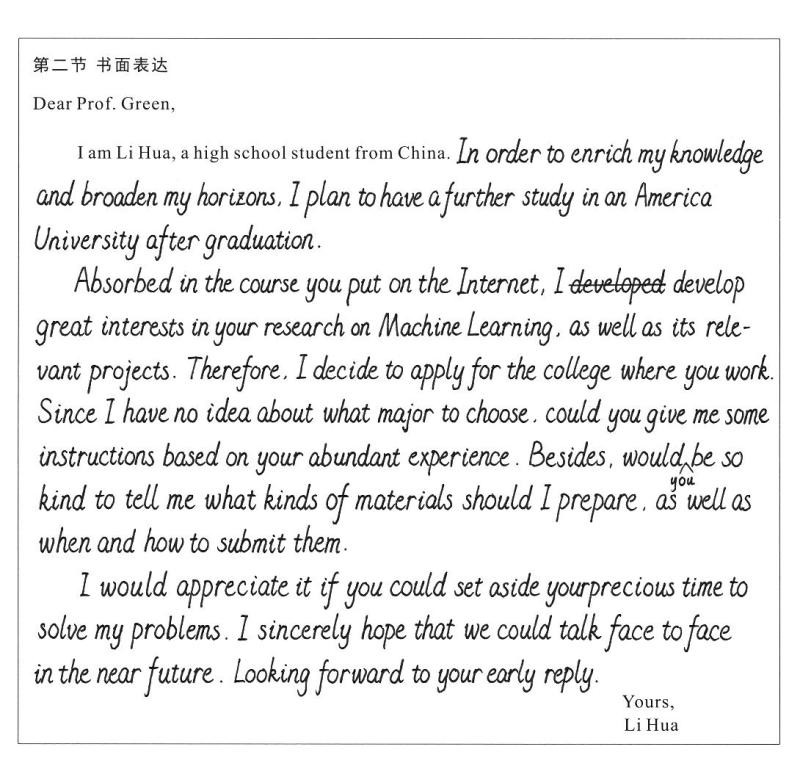 第二节 书面表达
Dear Prof. Green,
I am Li Hua, a high school student from China. In order to enrich my knowledge
and broaden my horizons, I plan to have a further study in an America
University after graduation.
Absorbed in the course you put on the Internet, I developed develop
great interests in your research on Machine Learning, as well as its rele-
vant projects. Therefore, I decide to apply for the college where you work.
Since I have no idea about what major to choose, could you give me some
instructions based on your abundant experience. Besides, would be so
you
kind to tell me what kinds of materials should I prepare, as well as
when and how to submit them.
I would appreciate it if you could set aside your precious time to
solve my problems. I sincerely hope that we could talk face to face
in the near future. Looking forward to your early reply.
Yours,
Li Hua